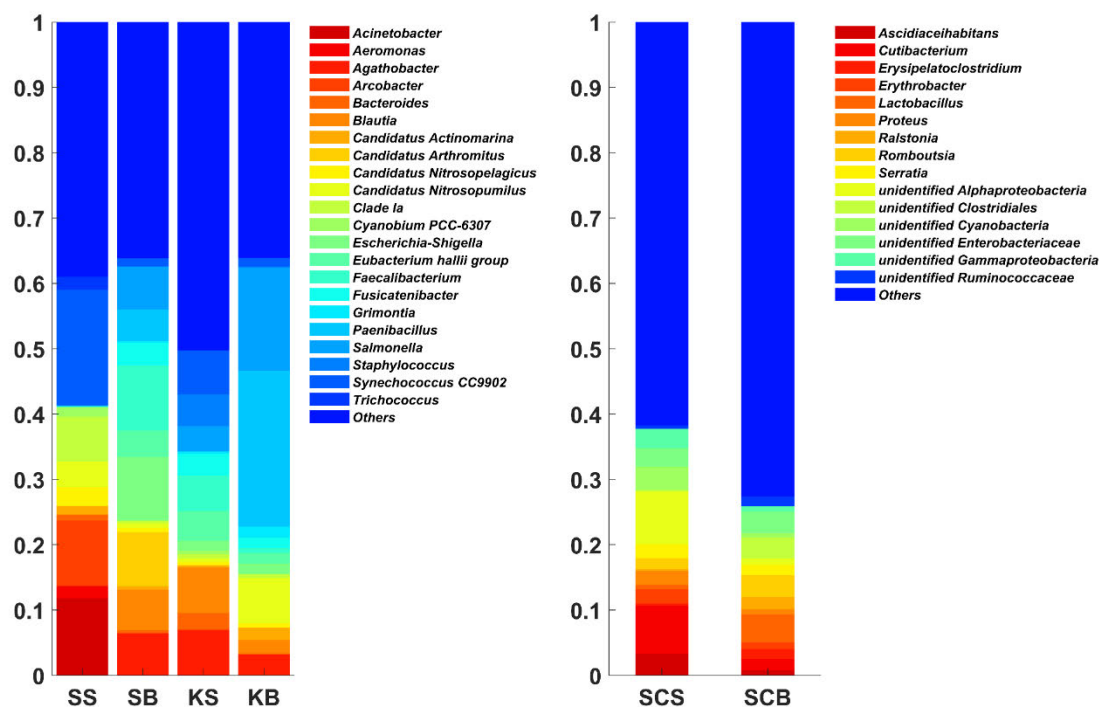 1
0.9
0.8
0.7
0.6
0.5
0.4
0.3
0.2
0.1
0
SS SB KS KB
Acinetobacter
Aeromonas
Agathobacter
Arcobacter
Bacteroides
Blautia
Candidatus Actinomarina
Candidatus Arthromitus
Candidatus Nitrosopelagicus
Candidatus Nitrosopumilus
Clade Ia
Cyanobium PCC-6307
Escherichia-Shigella
Eubacterium hallii group
Faecalibacterium
Fusicatenibacter
Grimontia
Paenibacillus
Salmonella
Staphylococcus
Synechococcus CC9902
Trichococcus
Others
1
0.9
0.8
0.7
0.6
0.5
0.4
0.3
0.2
0.1
0
SCS SCB
Ascidiaceihabitans
Cutibacterium
Erysipelatoclostridium
Erythrobacter
Lactobacillus
Proteus
Ralstonia
Romboutsia
Serratia
unidentified Alphaproteobacteria
unidentified Clostridiales
unidentified Cyanobacteria
unidentified Enterobacteriaceae
unidentified Gammaproteobacteria
unidentified Ruminococcaceae
Others